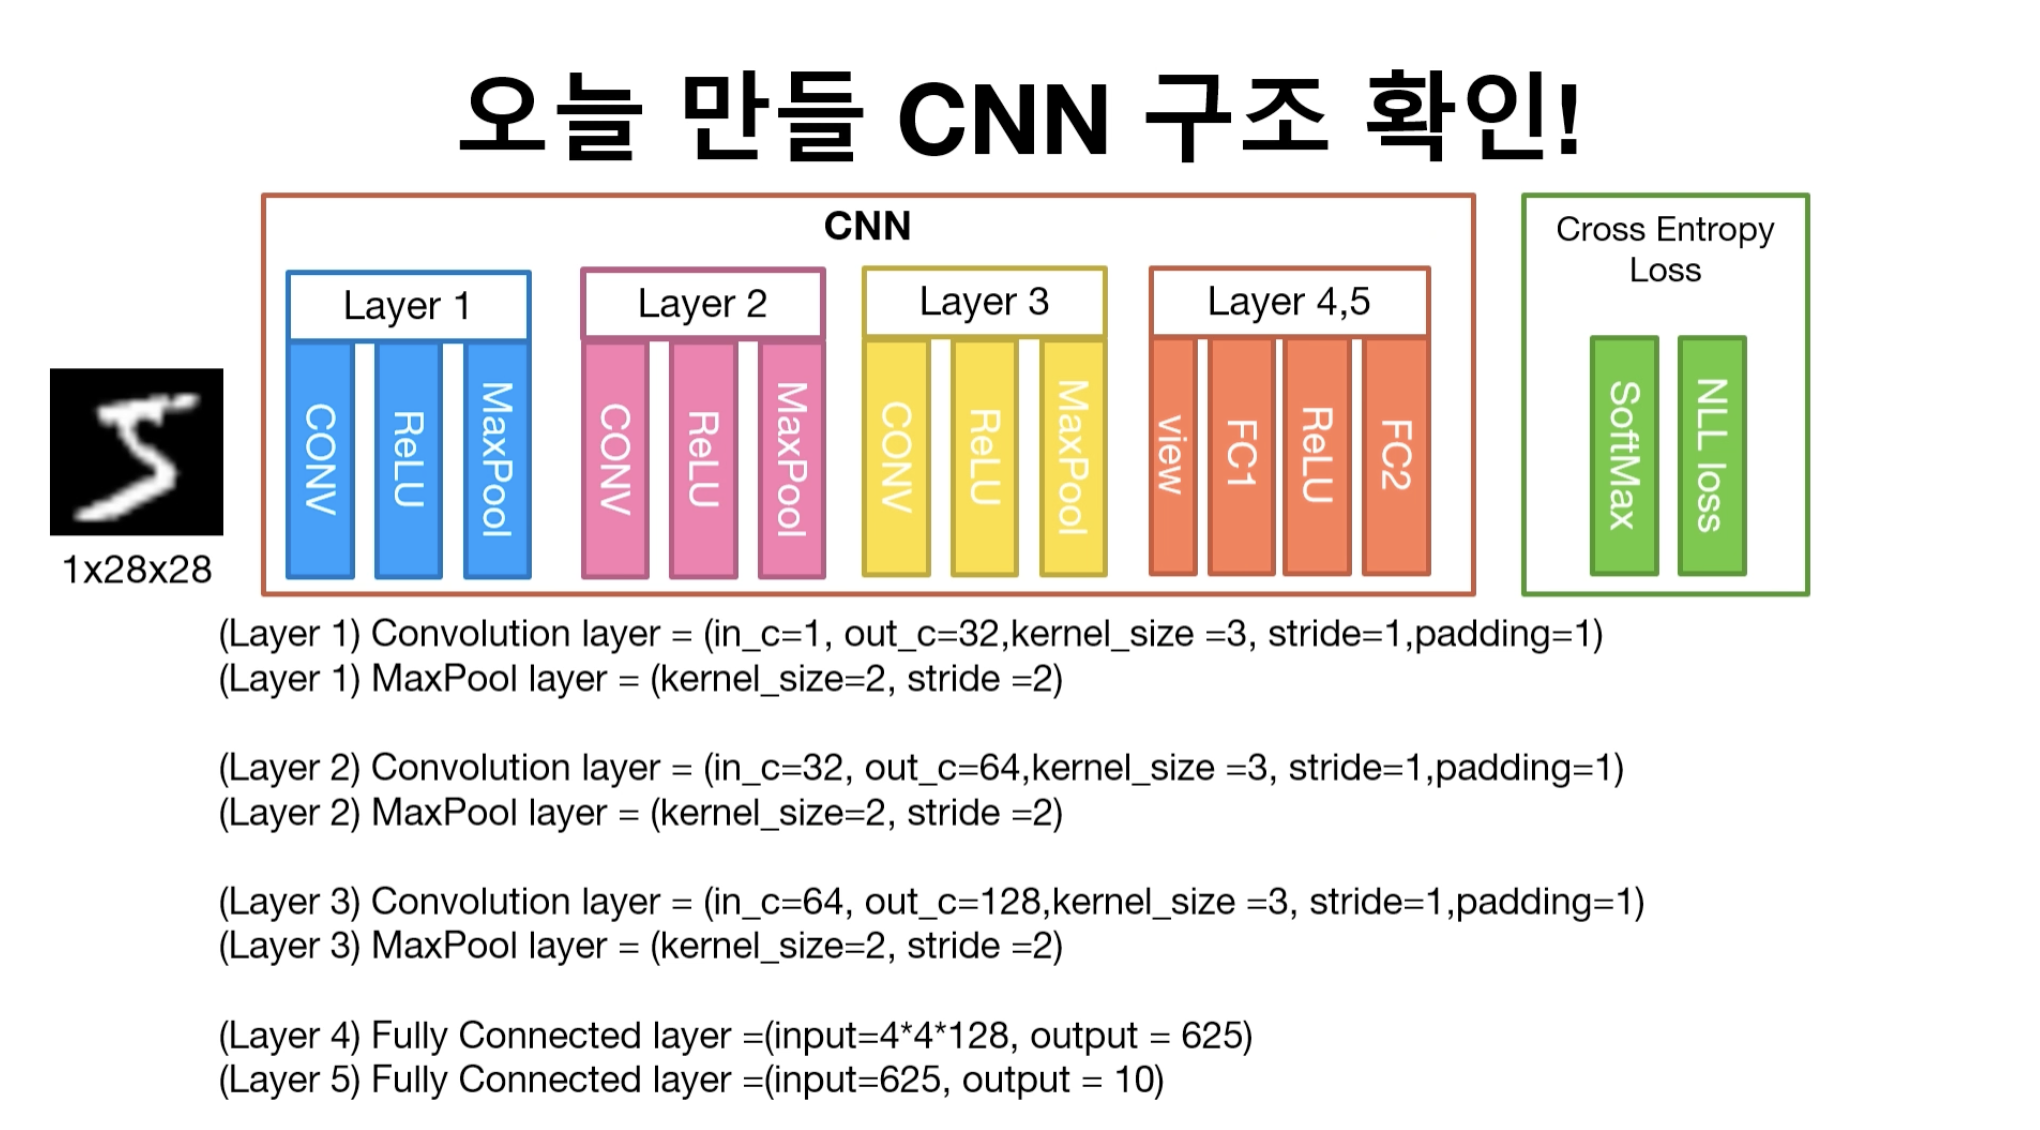 오늘 만들 CNN 구조 확인!
CNN
Layer 1
CONV
ReLU
MaxPool
Layer 2
CONV
ReLU
MaxPool
Layer 3
CONV
ReLU
MaxPool
Layer 4,5
view
FC1
ReLU
FC2
Cross Entropy
Loss
SoftMax
NLL loss
1x28x28
(Layer 1) Convolution layer = (in_c=1, out_c=32,kernel_size =3, stride=1,padding=1)
(Layer 1) MaxPool layer = (kernel_size=2, stride =2)
(Layer 2) Convolution layer = (in_c=32, out_c=64,kernel_size =3, stride=1,padding=1)
(Layer 2) MaxPool layer = (kernel_size=2, stride =2)
(Layer 3) Convolution layer = (in_c=64, out_c=128,kernel_size =3, stride=1,padding=1)
(Layer 3) MaxPool layer = (kernel_size=2, stride =2)
(Layer 4) Fully Connected layer =(input=4*4*128, output = 625)
(Layer 5) Fully Connected layer =(input=625, output = 10)